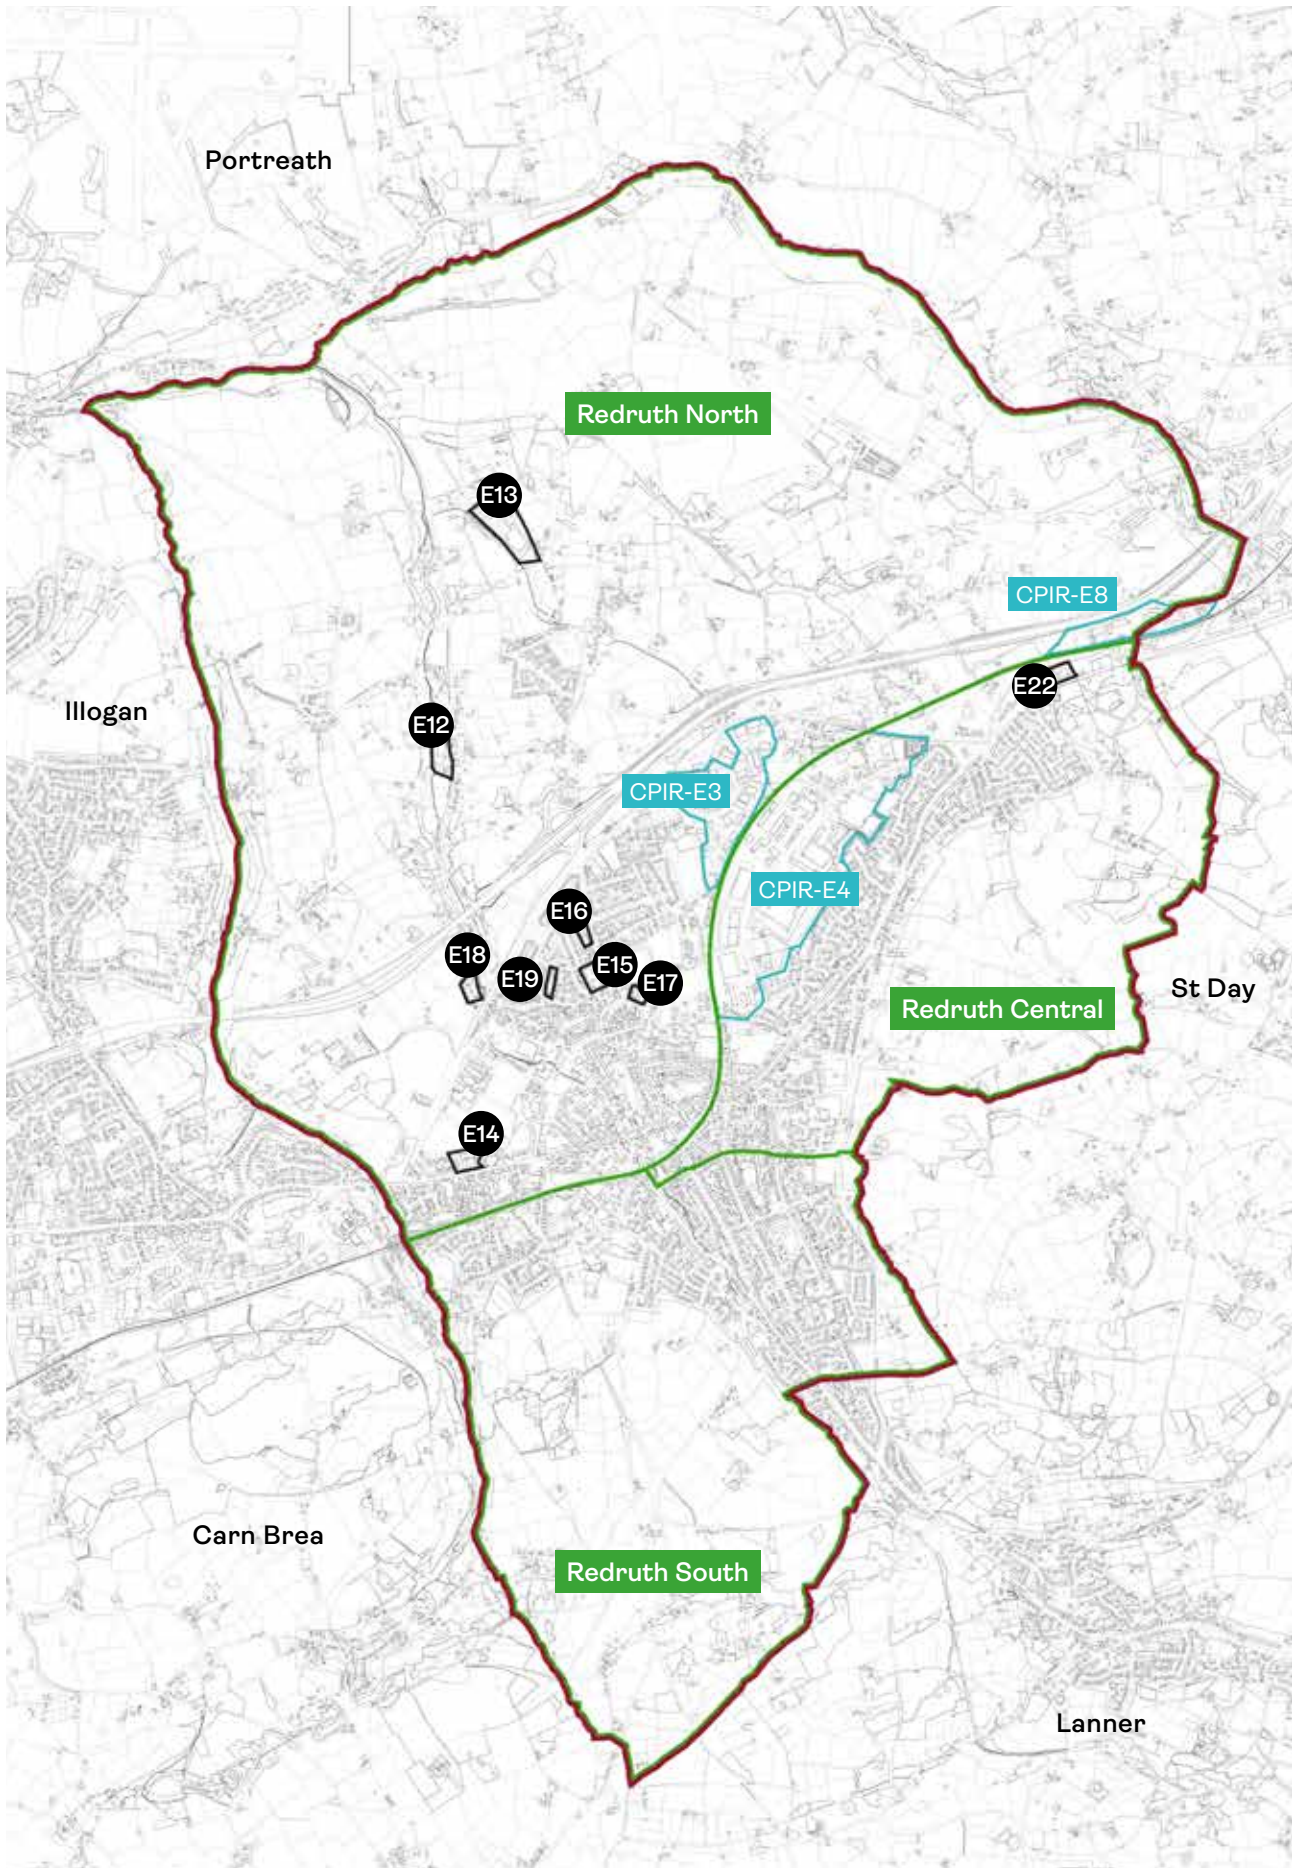 Portreath
Redruth North
E13
CPIR-E8
E22
Illogan
E12
CPIR-E3
CPIR-E4
E16
E18
E19
E15
E17
St Day
Redruth Central
E14
Carn Brea
Redruth South
Lanner